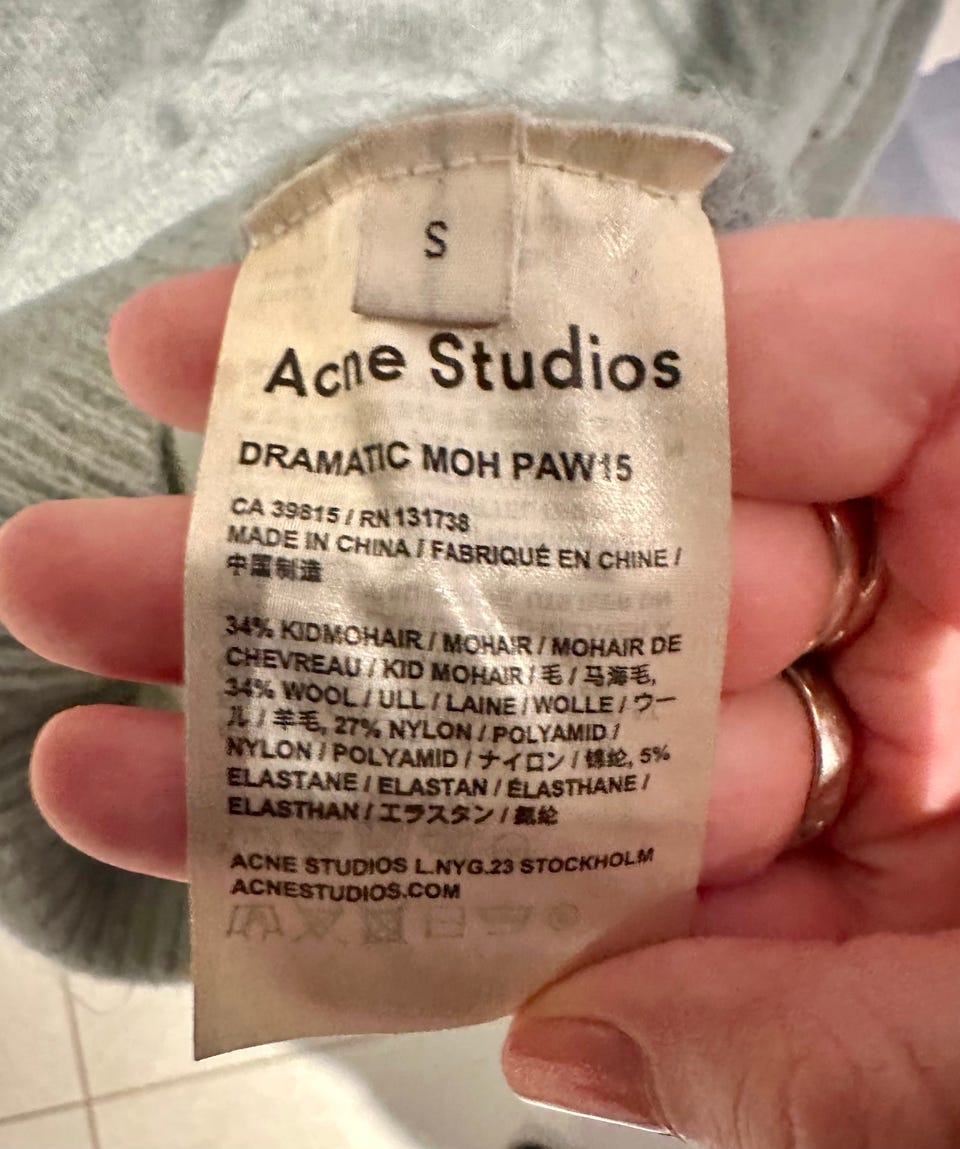 S
Acne Studios
DRAMATIC MOH PAW15
CA 39815 / RN 131738
MADE IN CHINA / FABRIQUÉ EN CHINE /
中国制造
34% KIDMOHAIR / MOHAIR / MOHAIR DE
CHEVREAU / KID MOHAIR / 毛 / 马海毛,
34% WOOL / ULL / LAINE / WOLLE / ウー
ル / 羊毛, 27% NYLON / POLYAMID /
NYLON / POLYAMID / ナイロン / 锦纶, 5%
ELASTANE / ELASTAN / ÉLASTHANE /
ELASTHAN / エラスタン / 氨纶
ACNE STUDIOS L.NYG.23 STOCKHOLM
ACNESTUDIOS.COM